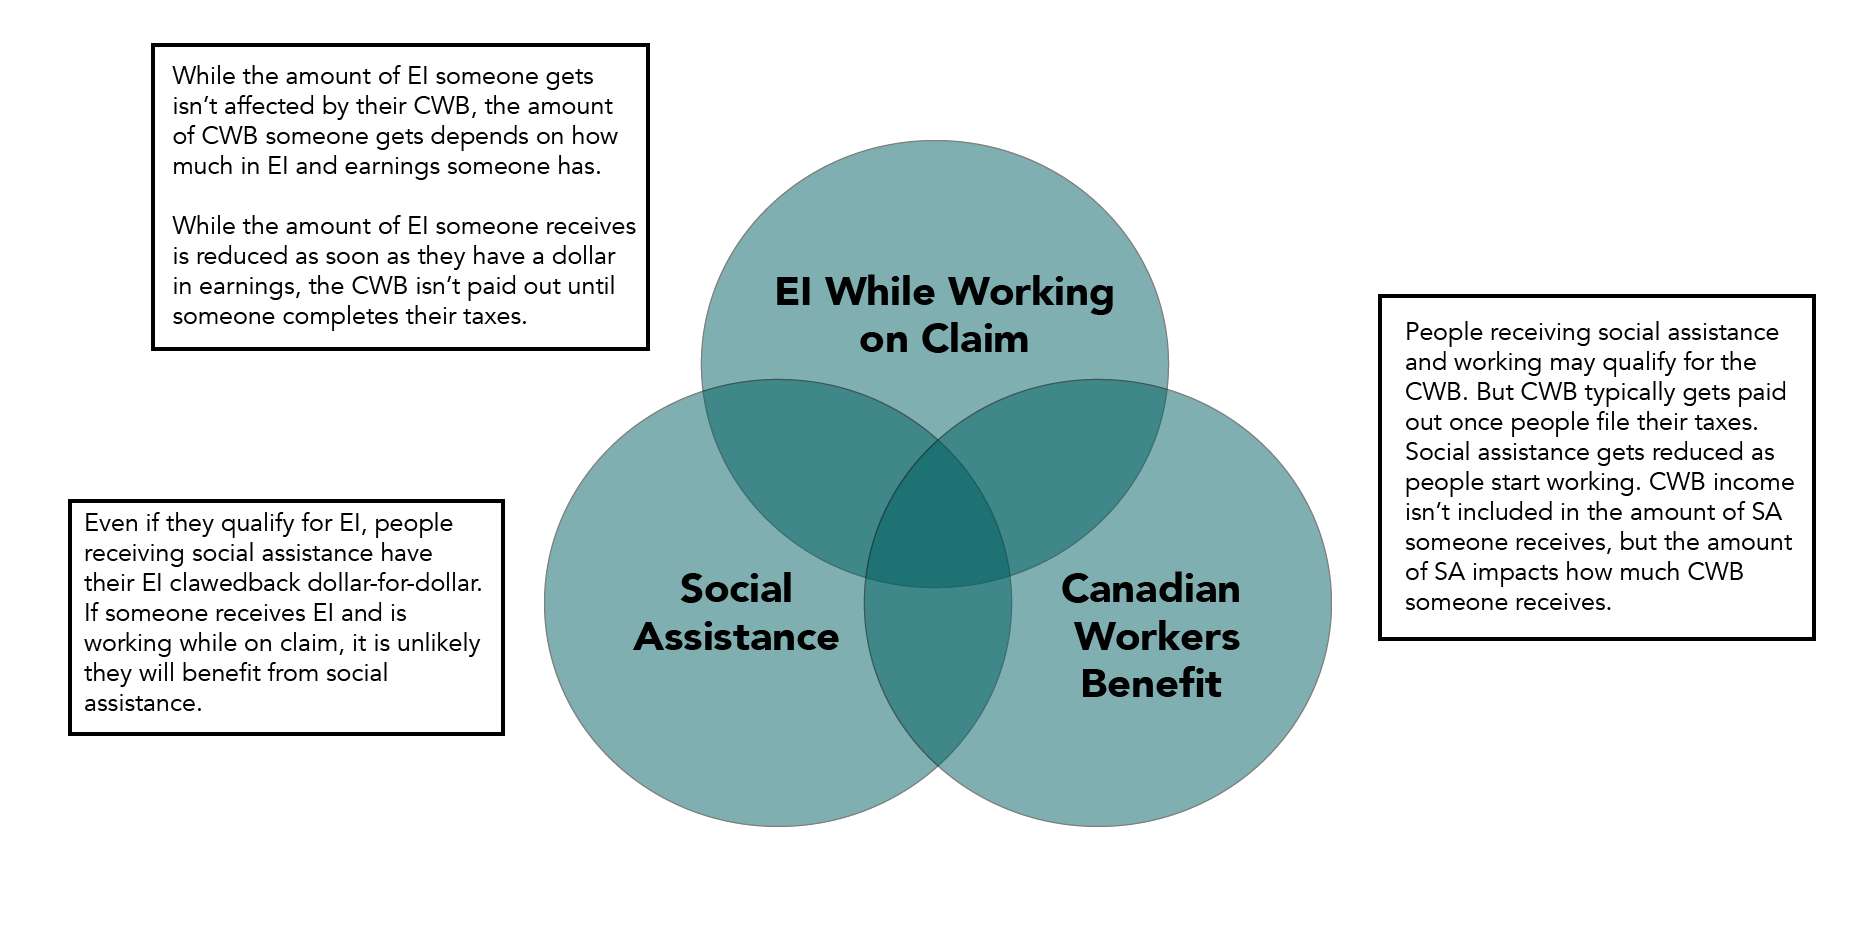 While the amount of EI someone gets
isn’t affected by their CWB, the amount
of CWB someone gets depends on how
much in EI and earnings someone has.
While the amount of EI someone receives
is reduced as soon as they have a dollar
in earnings, the CWB isn’t paid out until
someone completes their taxes.
EI While Working
on Claim
People receiving social assistance
and working may qualify for the
CWB. But CWB typically gets paid
out once people file their taxes.
Social assistance gets reduced as
people start working. CWB income
isn’t included in the amount of SA
someone receives, but the amount
of SA impacts how much CWB
someone receives.
Even if they qualify for EI, people
receiving social assistance have
their EI clawedback dollar-for-dollar.
If someone receives EI and is
working while on claim, it is unlikely
they will benefit from social
assistance.
Social
Assistance
Canadian
Workers
Benefit